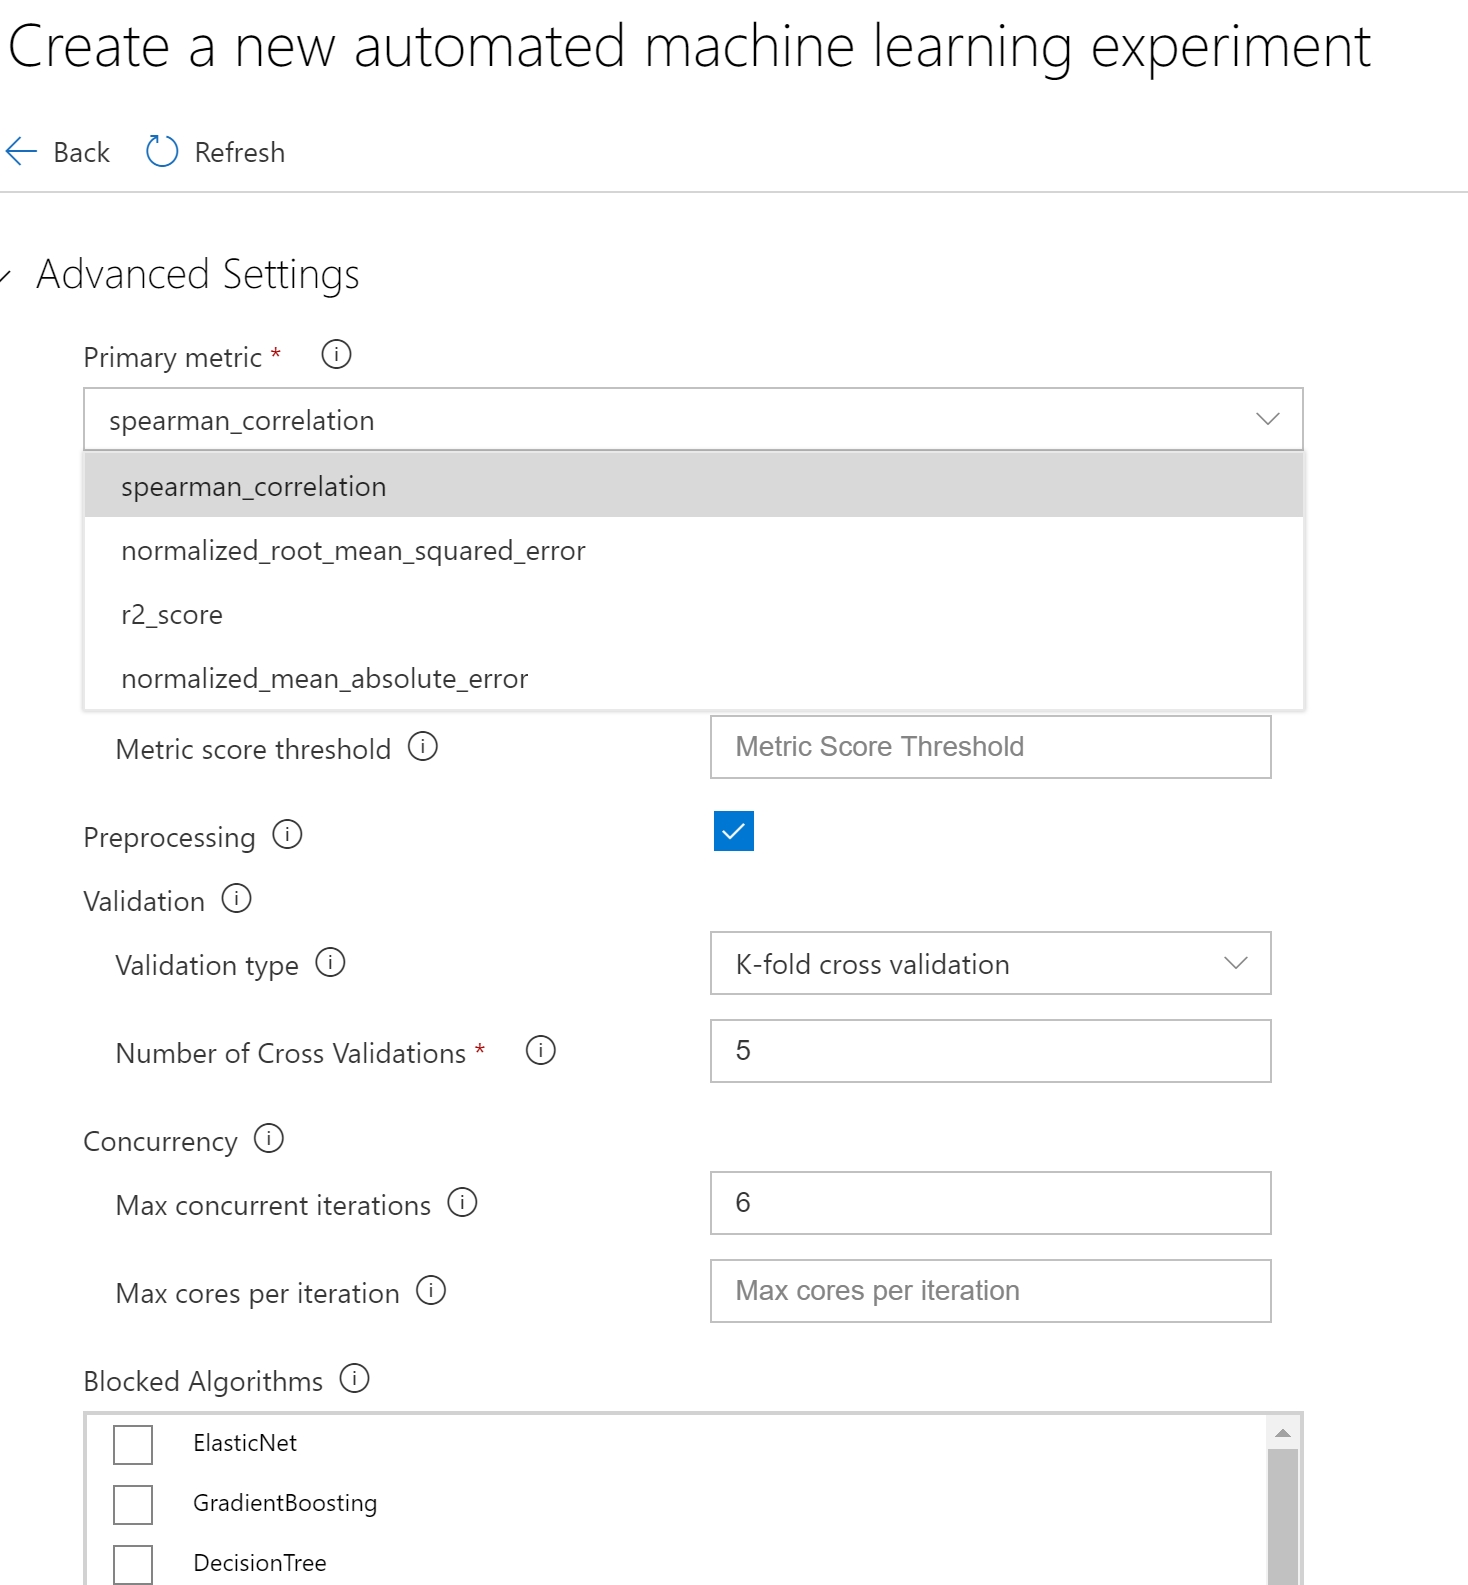 Create a new automated machine learning experiment
Back Refresh
Advanced Settings
Primary metric *
spearman_correlation
spearman_correlation
normalized_root_mean_squared_error
r2_score
normalized_mean_absolute_error
Metric score threshold Metric Score Threshold
Preprocessing
Validation
Validation type K-fold cross validation
Number of Cross Validations * 5
Concurrency
Max concurrent iterations 6
Max cores per iteration Max cores per iteration
Blocked Algorithms
ElasticNet
GradientBoosting
DecisionTree